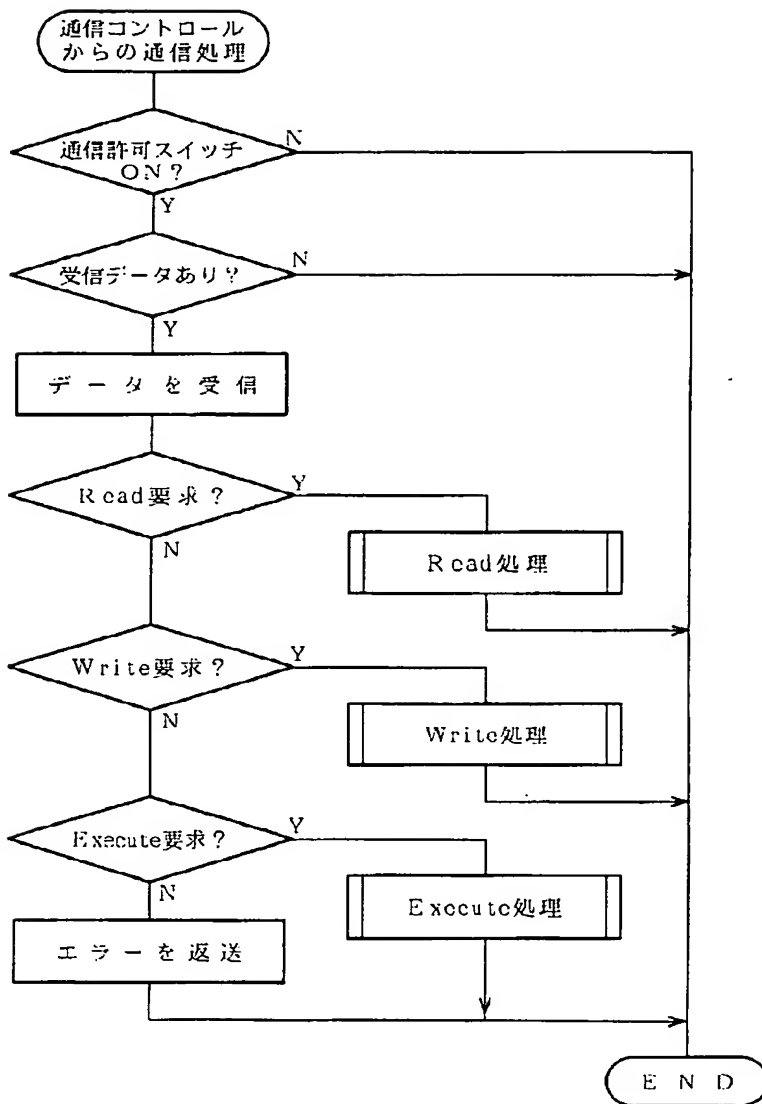 通信コントロール
からの通信処理
通信許可スイッチ
ON?
N
Y
受信データあり?
N
Y
データを受信
Read要求?
Y
N
Read処理
Write要求?
Y
N
Write処理
Execute要求?
Y
N
Execute処理
エラーを返送
END